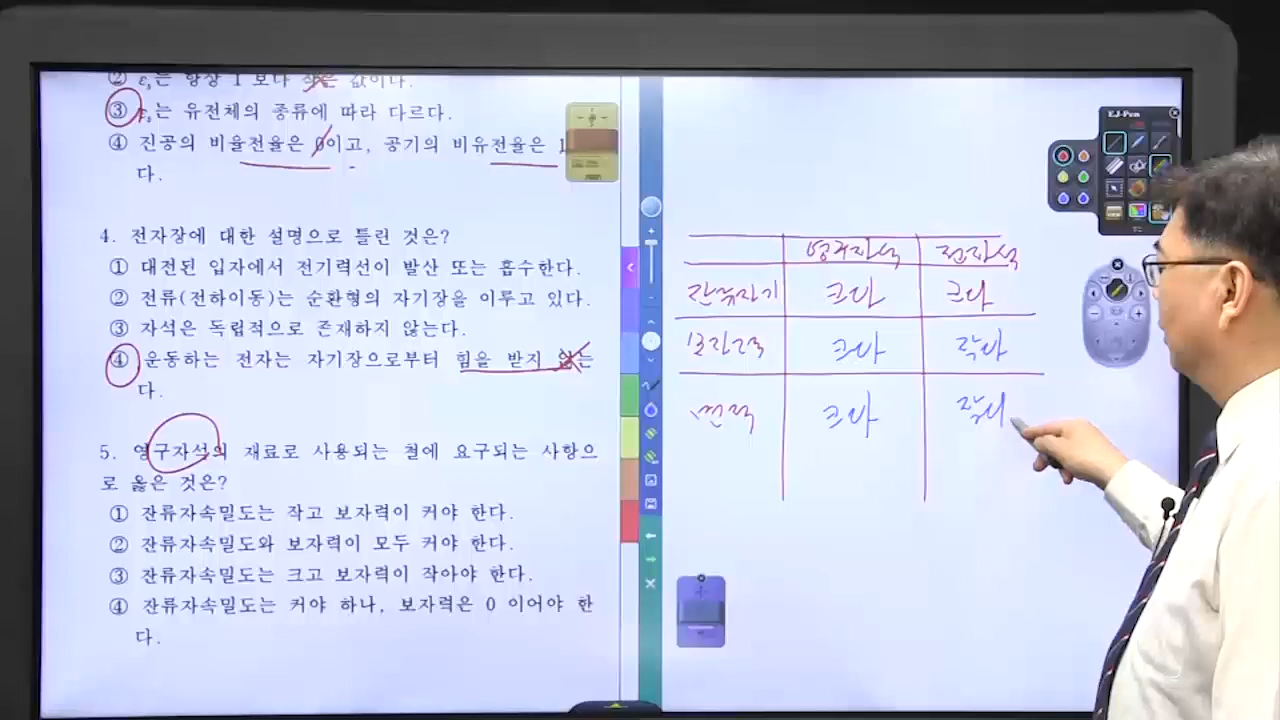 ② ε_s는 항상 1 보다 작은 값이다.
③ ε_s는 유전체의 종류에 따라 다르다.
④ 진공의 비율전율은 0이고, 공기의 비유전율은 1
다.
4. 전자장에 대한 설명으로 틀린 것은?
① 대전된 입자에서 전기력선이 발산 또는 흡수한다.
② 전류(전하이동)는 순환형의 자기장을 이루고 있다.
③ 자석은 독립적으로 존재하지 않는다.
④ 운동하는 전자는 자기장으로부터 힘을 받지 않는
다.
5. 영구자석의 재료로 사용되는 철에 요구되는 사항으
로 옳은 것은?
① 잔류자속밀도는 작고 보자력이 커야 한다.
② 잔류자속밀도와 보자력이 모두 커야 한다.
③ 잔류자속밀도는 크고 보자력이 작아야 한다.
④ 잔류자속밀도는 커야 하나, 보자력은 0 이어야 한
다.
영구자석 전자석
잔류자기 크다 크다
보자력 크다 작다
면적 크다 작다
EJ-Pen